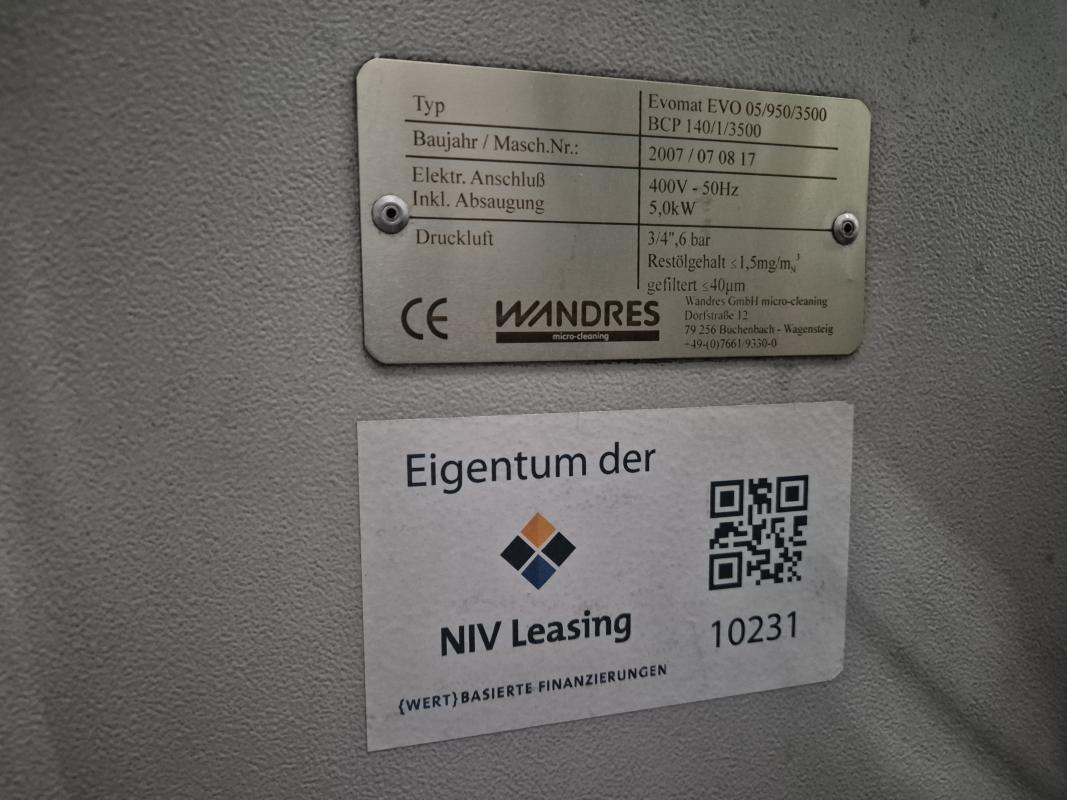 Typ Evomat EVO 05/950/3500
BCP 140/1/3500
Baujahr / Masch.Nr.: 2007 / 07 08 17
Elektr. Anschluß 400V - 50Hz
Inkl. Absaugung 5,0kW
Druckluft 3/4",6 bar
Restölgehalt ≤1,5mg/mN³
gefiltert ≤40µm
CE WANDRES
micro-cleaning
Wandres GmbH micro-cleaning
Dorfstraße 12
79 256 Buchenbach - Wagensteig
+49-(0)7661/9330-0
Eigentum der
NIV Leasing
10231
{WERT}BASIERTE FINANZIERUNGEN